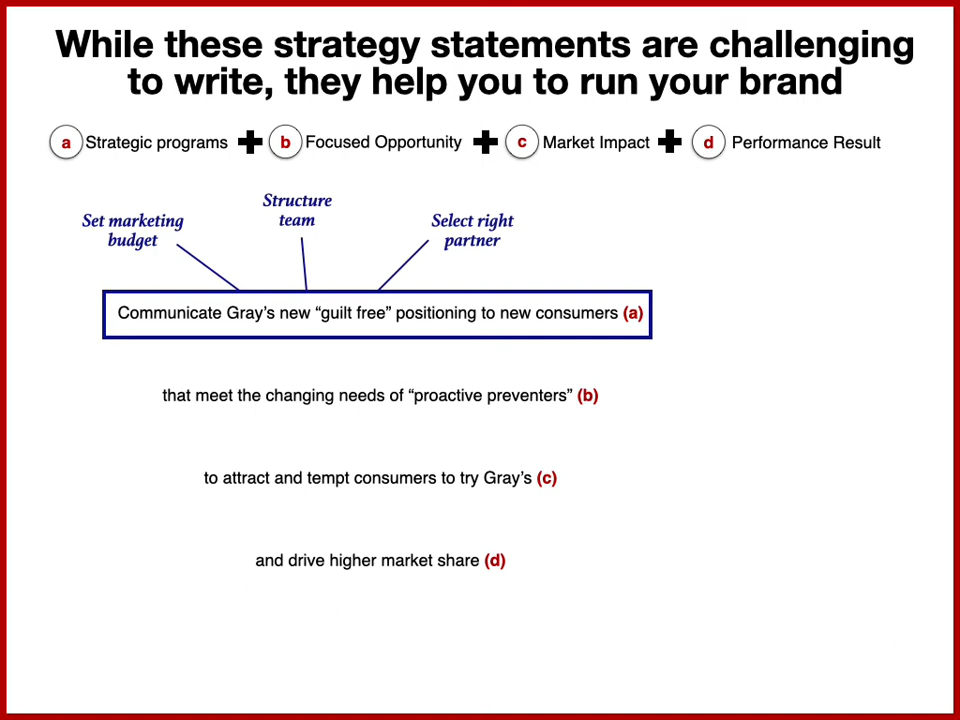 While these strategy statements are challenging
to write, they help you to run your brand
a Strategic programs + b Focused Opportunity + c Market Impact + d Performance Result
Set marketing
budget
Structure
team
Select right
partner
Communicate Gray’s new “guilt free” positioning to new consumers (a)
that meet the changing needs of “proactive preventers” (b)
to attract and tempt consumers to try Gray’s (c)
and drive higher market share (d)